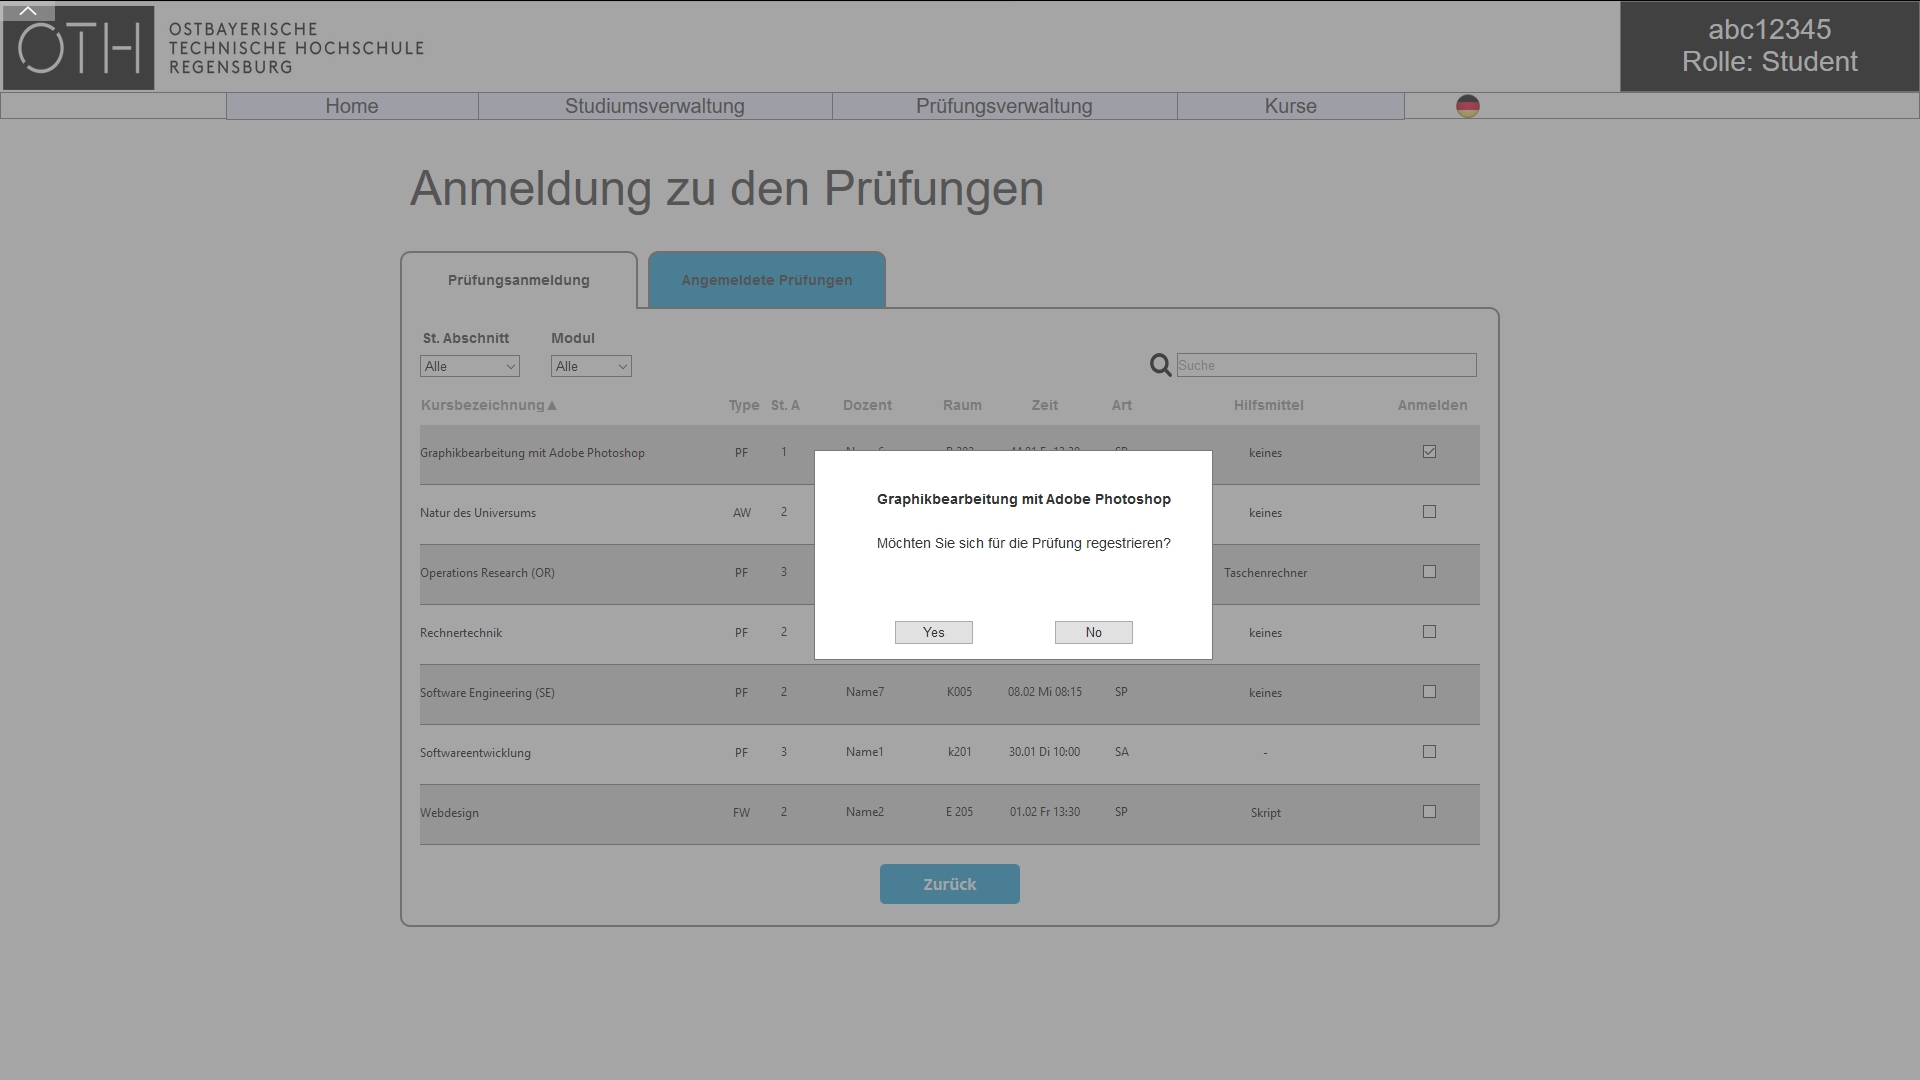 OTH
OSTBAYERISCHE
TECHNISCHE HOCHSCHULE
REGENSBURG
abc12345
Rolle: Student
Home Studiumsverwaltung Prüfungsverwaltung Kurse
Anmeldung zu den Prüfungen
Prüfungsanmeldung Angemeldete Prüfungen
St. Abschnitt Modul
Alle Alle Suche
Kursbezeichnung▲ Type St. A Dozent Raum Zeit Art Hilfsmittel Anmelden
Graphikbearbeitung mit Adobe Photoshop PF 1 keines
Natur des Universums AW 2 keines
Operations Research (OR) PF 3 Taschenrechner
Rechnertechnik PF 2 keines
Graphikbearbeitung mit Adobe Photoshop
Möchten Sie sich für die Prüfung regestrieren?
Yes No
Software Engineering (SE) PF 2 Name7 K005 08.02 Mi 08:15 SP keines
Softwareentwicklung PF 3 Name1 k201 30.01 Di 10:00 SA -
Webdesign FW 2 Name2 E 205 01.02 Fr 13:30 SP Skript
Zurück